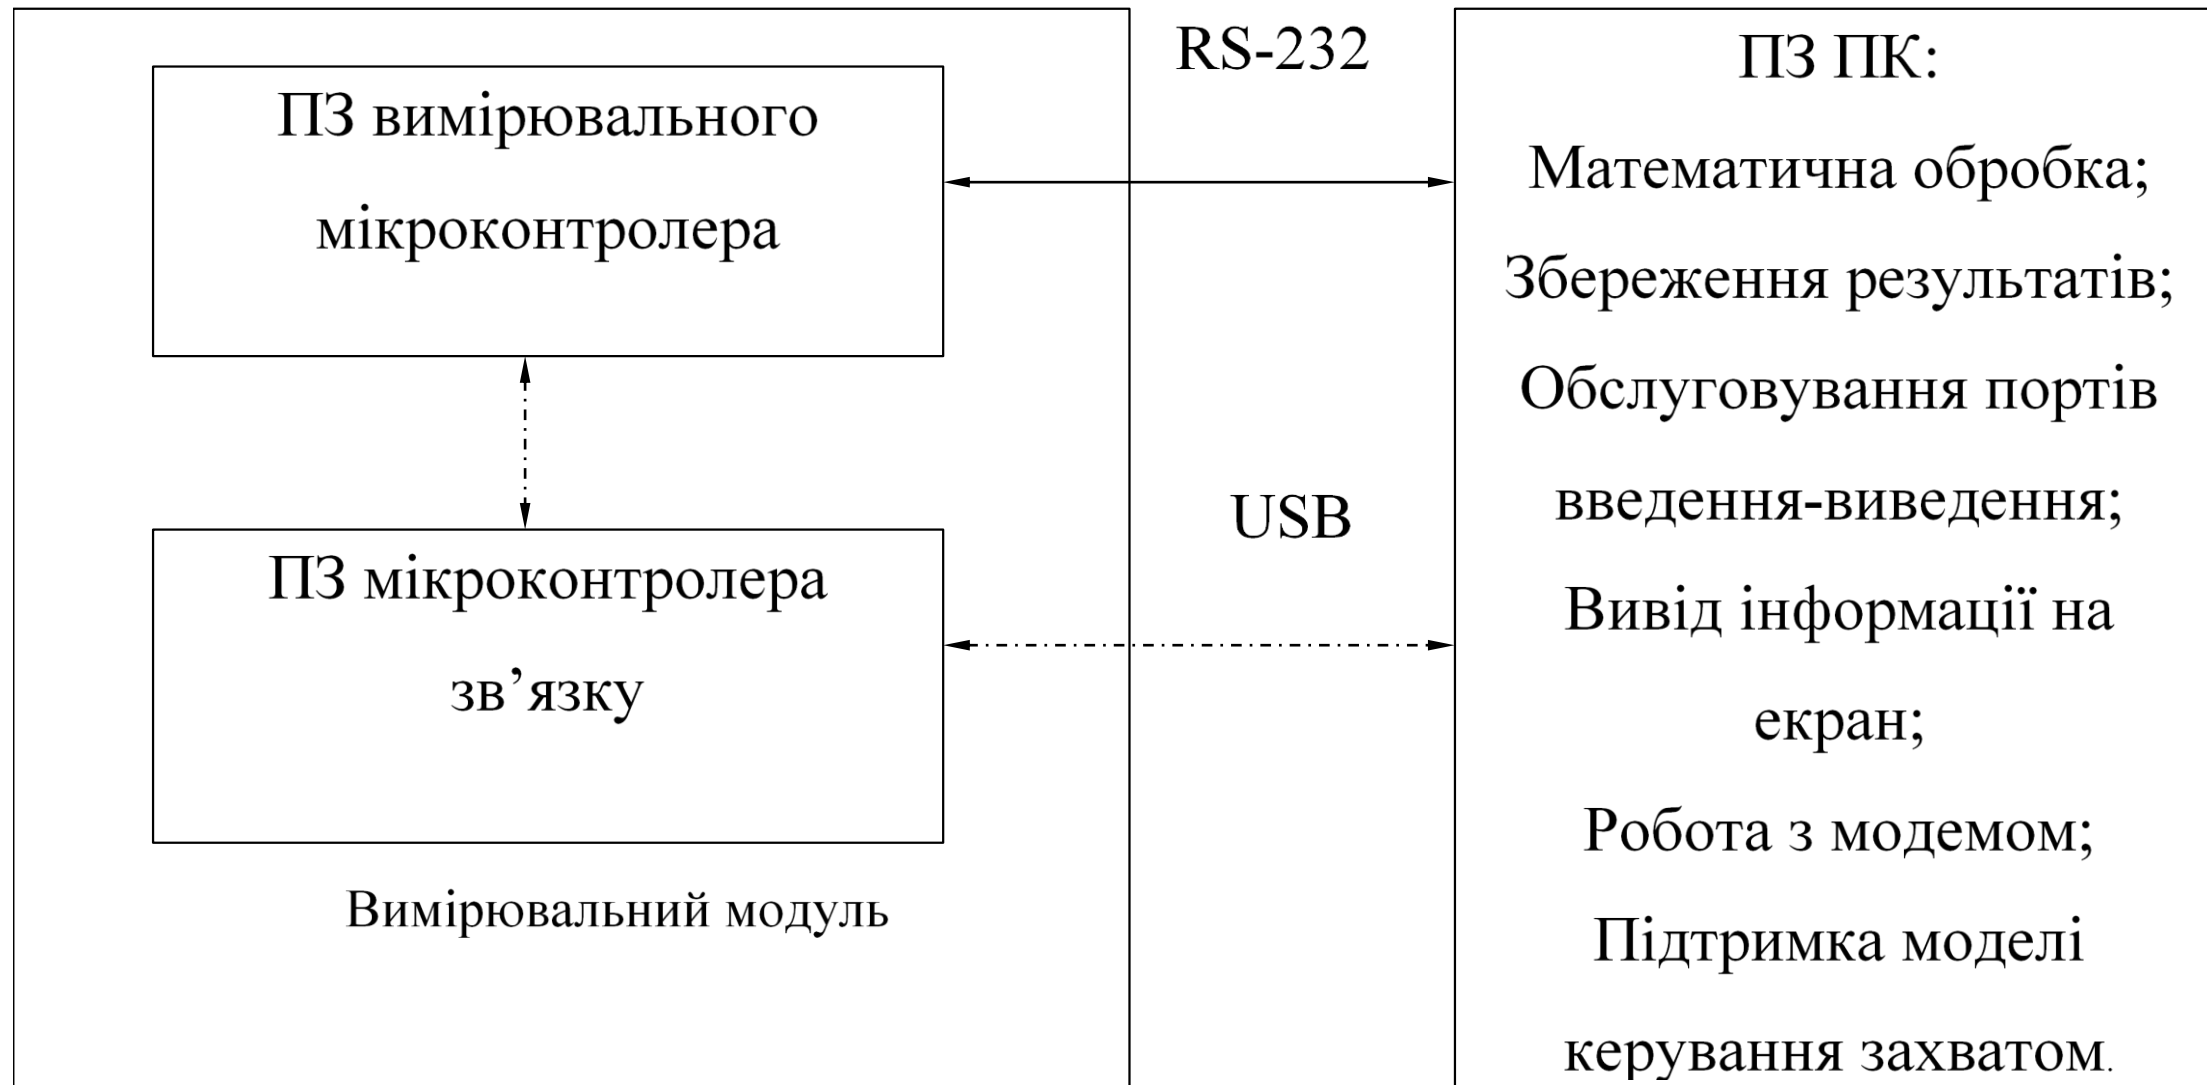 ПЗ вимірювального
мікроконтролера
ПЗ мікроконтролера
зв’язку
Вимірювальний модуль
RS-232
USB
ПЗ ПК:
Математична обробка;
Збереження результатів;
Обслуговування портів
введення-виведення;
Вивід інформації на
екран;
Робота з модемом;
Підтримка моделі
керування захватом.